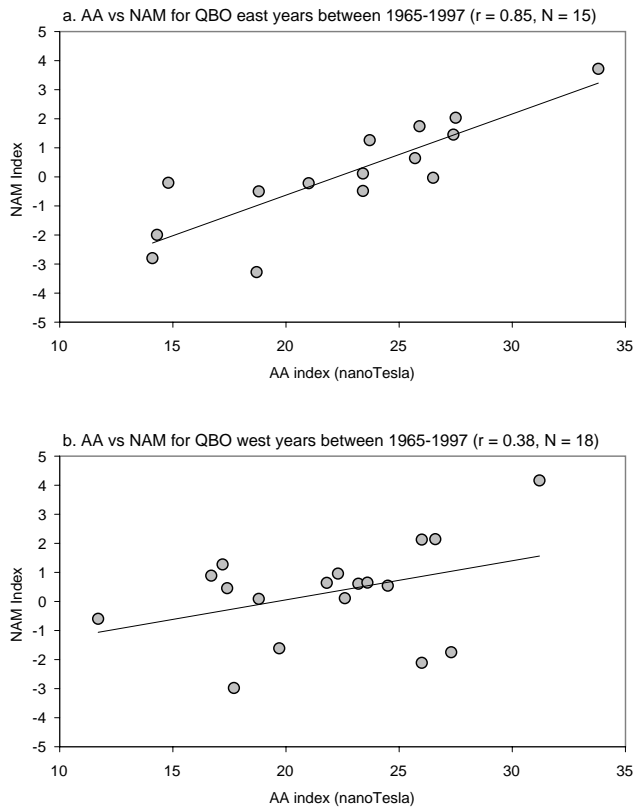 a. AA vs NAM for QBO east years between 1965-1997 (r = 0.85, N = 15)
5
4
3
2
1
0
-1
-2
-3
-4
-5
NAM Index
10 15 20 25 30 35
AA index (nanoTesla)
b. AA vs NAM for QBO west years between 1965-1997 (r = 0.38, N = 18)
5
4
3
2
1
0
-1
-2
-3
-4
-5
NAM Index
10 15 20 25 30 35
AA index (nanoTesla)